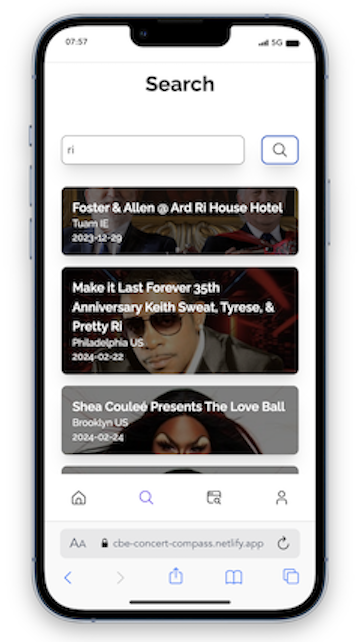 07:57
5G
Search
ri
Foster & Allen @ Ard Ri House Hotel
Tuam IE
2023-12-29
Make it Last Forever 35th
Anniversary Keith Sweat, Tyrese, &
Pretty Ri
Philadelphia US
2024-02-22
Shea Couleé Presents The Love Ball
Brooklyn US
2024-02-24
AA
cbe-concert-compass.netlify.app